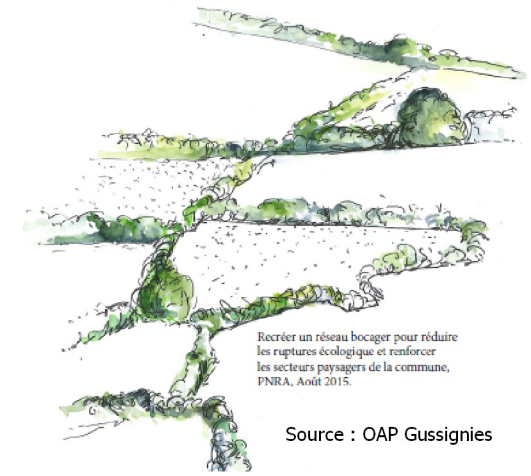 Recréer un réseau bocager pour réduire
les ruptures écologique et renforcer
les secteurs paysagers de la commune,
PNRA, Août 2015.
Source : OAP Gussignies